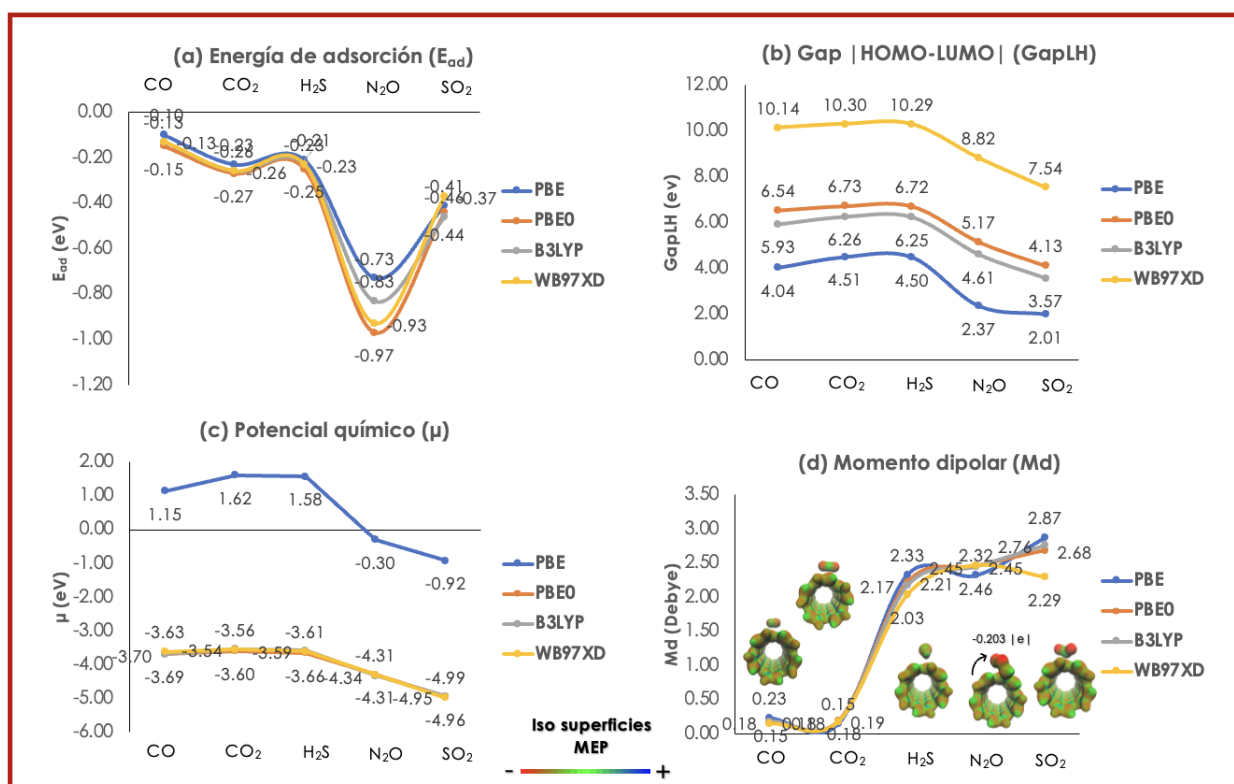 (a) Energía de adsorción (Ead)
CO CO₂ H₂S N₂O SO₂
0.00
-0.20
-0.40
-0.60
-0.80
-1.00
-1.20
Ead (eV)
-0.10
-0.13
-0.13
-0.15
-0.23
-0.26
-0.27
-0.21
-0.23
-0.23
-0.25
-0.73
-0.83
-0.93
-0.97
-0.41
-0.46
-0.37
-0.44
PBE
PBE0
B3LYP
WB97XD
(b) Gap |HOMO-LUMO| (GapLH)
12.00
10.00
8.00
6.00
4.00
2.00
0.00
GapLH (ev)
10.14 10.30 10.29 8.82 7.54
6.54 6.73 6.72 5.17 4.13
5.93 6.26 6.25 4.61 3.57
4.04 4.51 4.50 2.37 2.01
CO CO₂ H₂S N₂O SO₂
PBE
PBE0
B3LYP
WB97XD
(c) Potencial químico (μ)
2.00
1.00
0.00
-1.00
-2.00
-3.00
-4.00
-5.00
-6.00
μ (eV)
1.15 1.62 1.58 -0.30 -0.92
-3.63 -3.56 -3.61 -4.31 -4.99
-3.70 -3.54 -3.59 -4.34 -4.95
-3.69 -3.60 -3.66 -4.31 -4.96
CO CO₂ H₂S N₂O SO₂
PBE
PBE0
B3LYP
WB97XD
Iso superficies
MEP
- +
(d) Momento dipolar (Md)
3.50
3.00
2.50
2.00
1.50
1.00
0.50
0.00
Md (Debye)
2.87
2.33 2.32 2.76 2.68
2.17 2.45 2.45
2.21 2.46 2.29
2.03
-0.203 |e|
0.23 0.15
0.18 0.18 0.19
0.15 0.18
CO CO₂ H₂S N₂O SO₂
PBE
PBE0
B3LYP
WB97XD